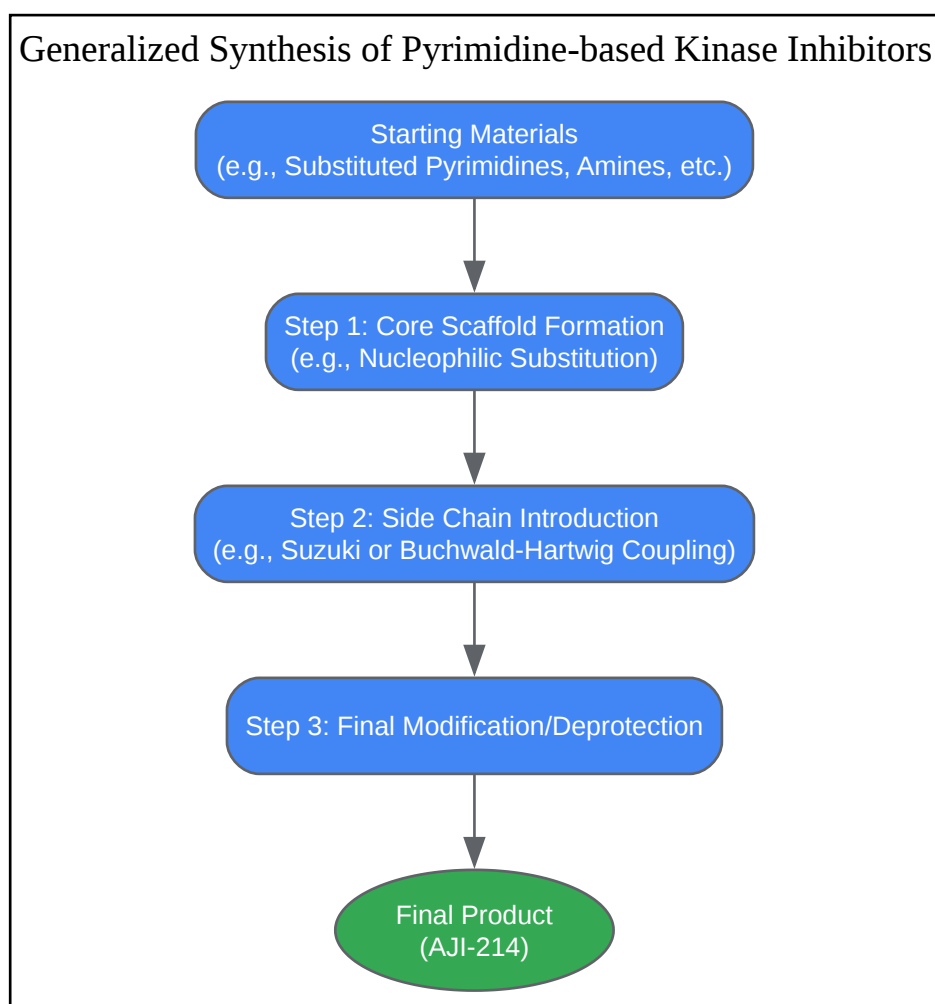 Generalized Synthesis of Pyrimidine-based Kinase Inhibitors
Starting Materials
(e.g., Substituted Pyrimidines, Amines, etc.)
Step 1: Core Scaffold Formation
(e.g., Nucleophilic Substitution)
Step 2: Side Chain Introduction
(e.g., Suzuki or Buchwald-Hartwig Coupling)
Step 3: Final Modification/Deprotection
Final Product
(AJI-214)